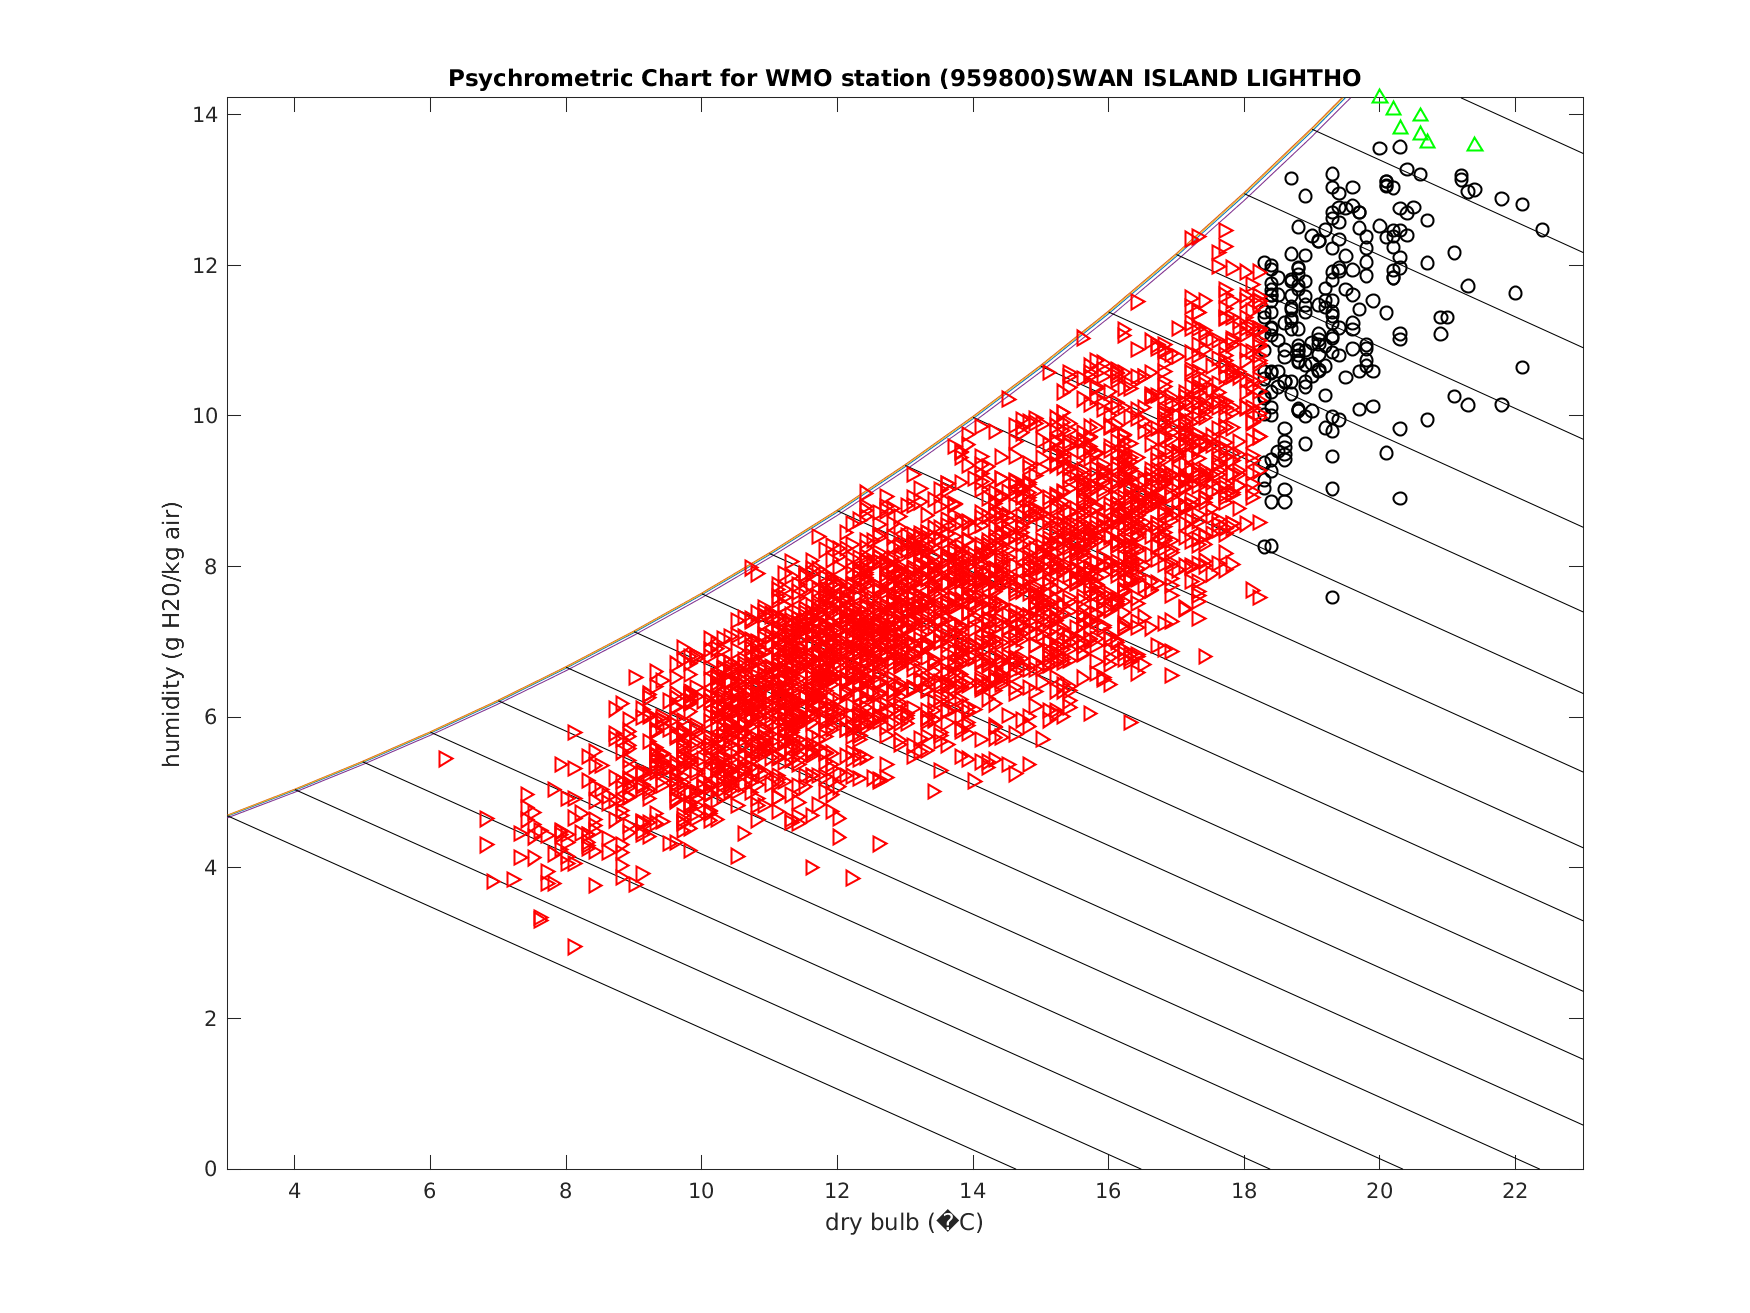 Psychrometric Chart for WMO station (959800)SWAN ISLAND LIGHTHO
14
12
10
8
6
4
2
0
humidity (g H20/kg air)
4 6 8 10 12 14 16 18 20 22
dry bulb (�C)